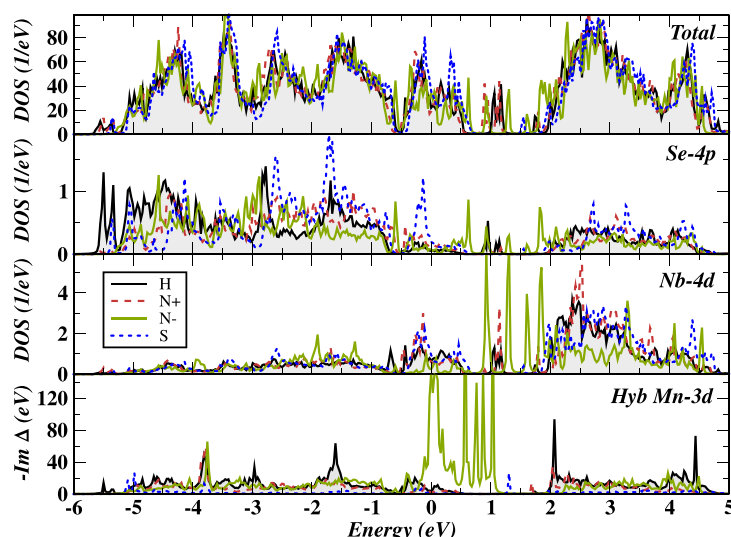 Total
DOS (1/eV)
80
60
40
20
0
Se-4p
DOS (1/eV)
1
0
Nb-4d
DOS (1/eV)
4
2
0
H
N+
N-
S
Hyb Mn-3d
-Im Δ (eV)
120
80
40
0
-6 -5 -4 -3 -2 -1 0 1 2 3 4 5
Energy (eV)